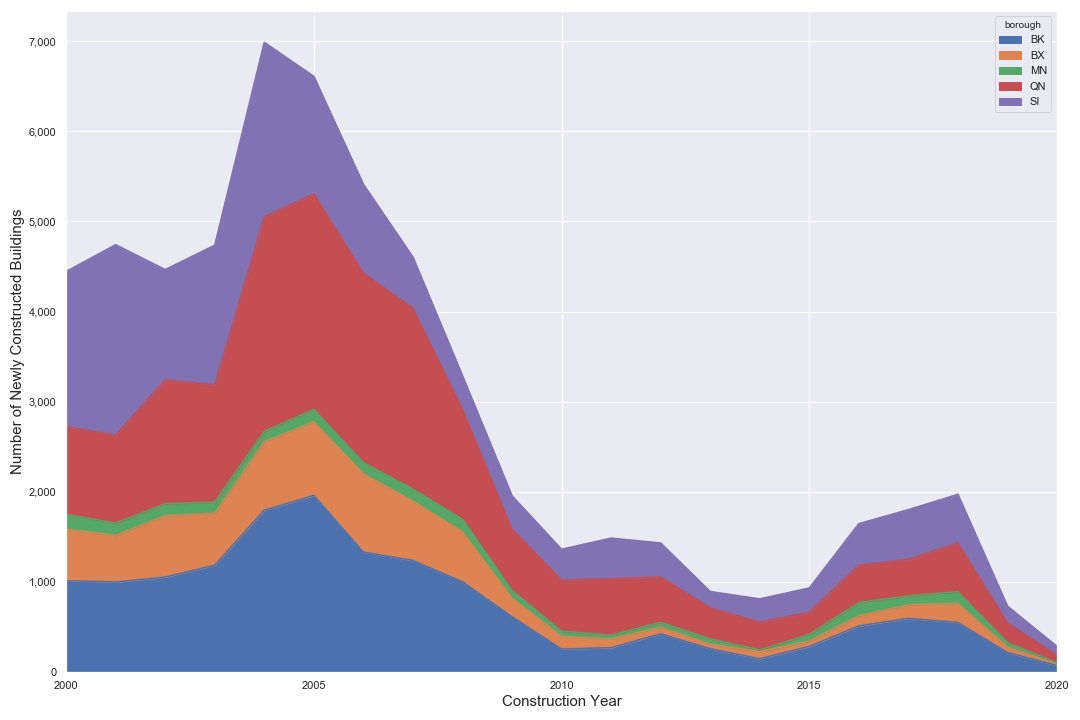 Number of Newly Constructed Buildings
7,000
6,000
5,000
4,000
3,000
2,000
1,000
0
borough
BK
BX
MN
QN
SI
2000 2005 2010 2015 2020
Construction Year